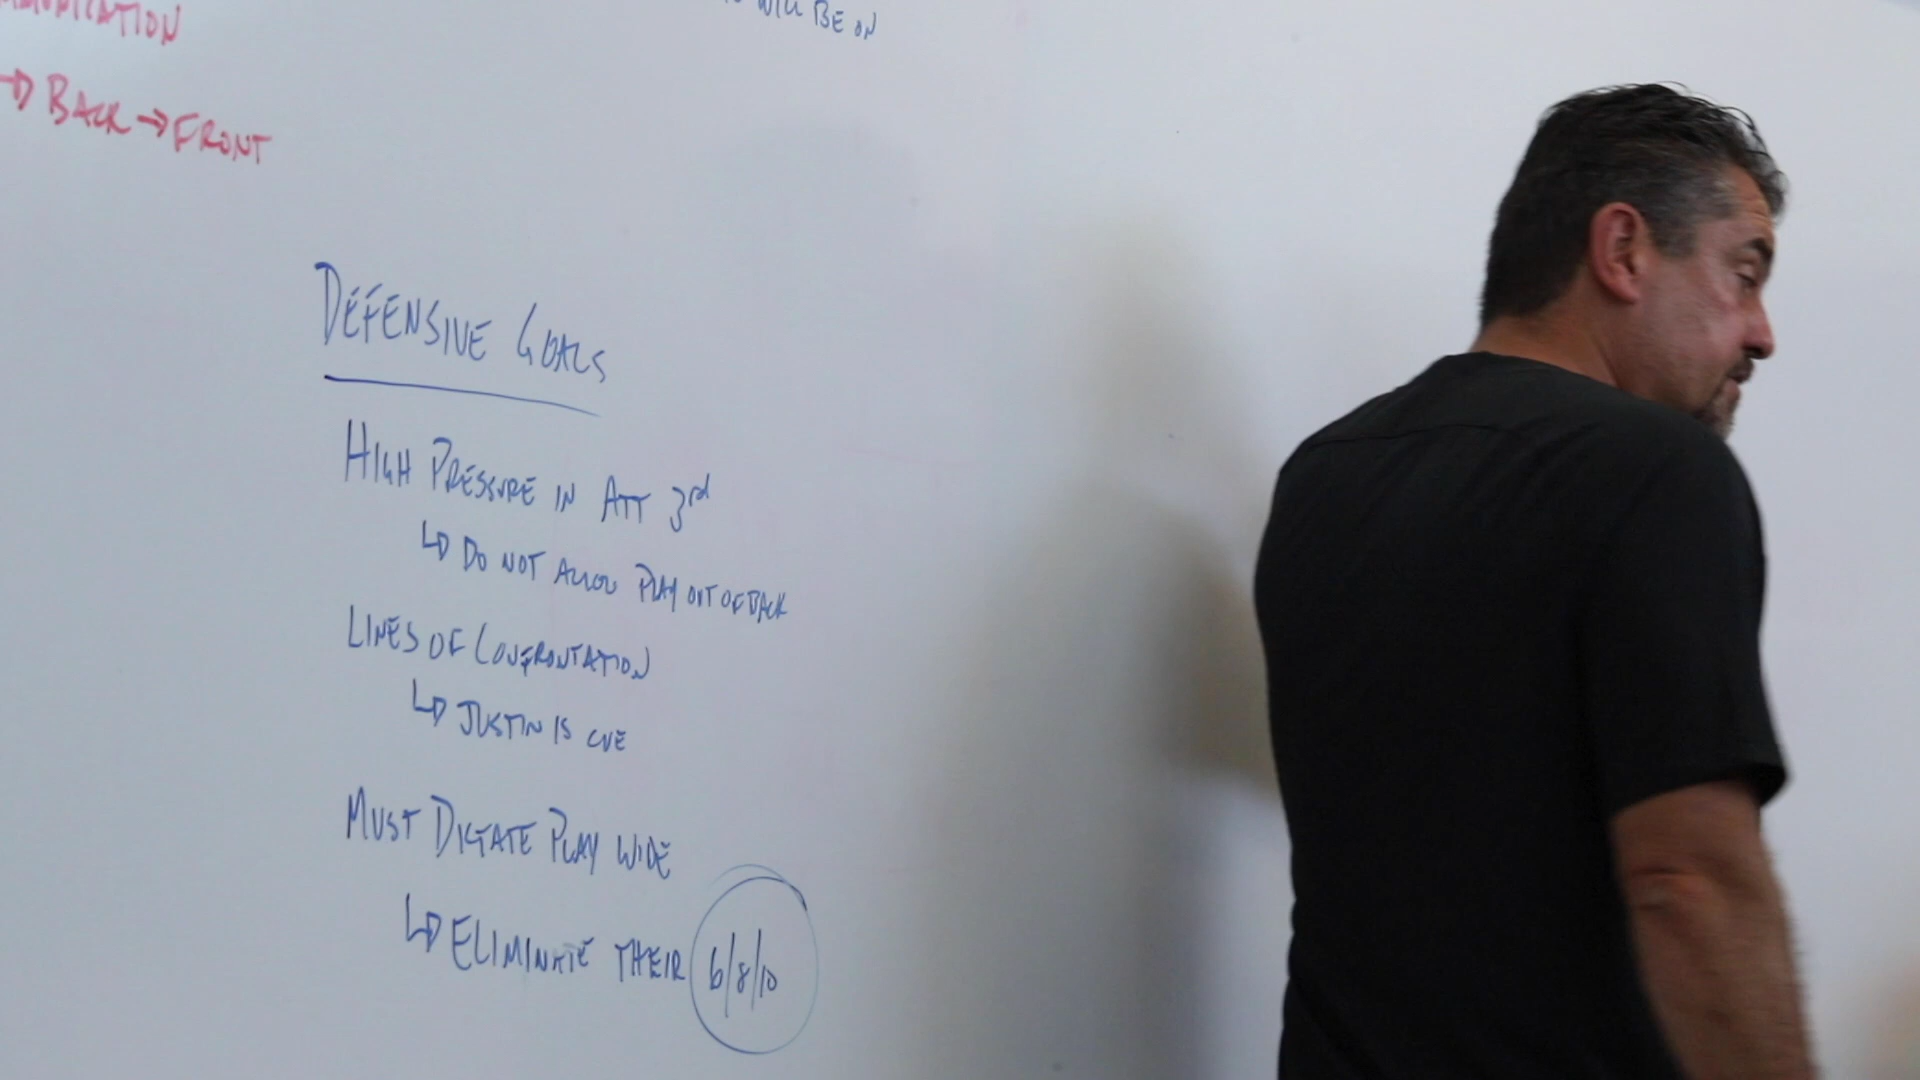 WILL BE ON
→ BACK → FRONT
DEFENSIVE GOALS
HIGH PRESSURE IN ATT 3rd
↳ DO NOT ALLOW PLAY OUT OF BACK
LINES OF CONFRONTATION
↳ JUSTIN IS CUE
MUST DICTATE PLAY WIDE
↳ ELIMINATE THEIR 6/8/10